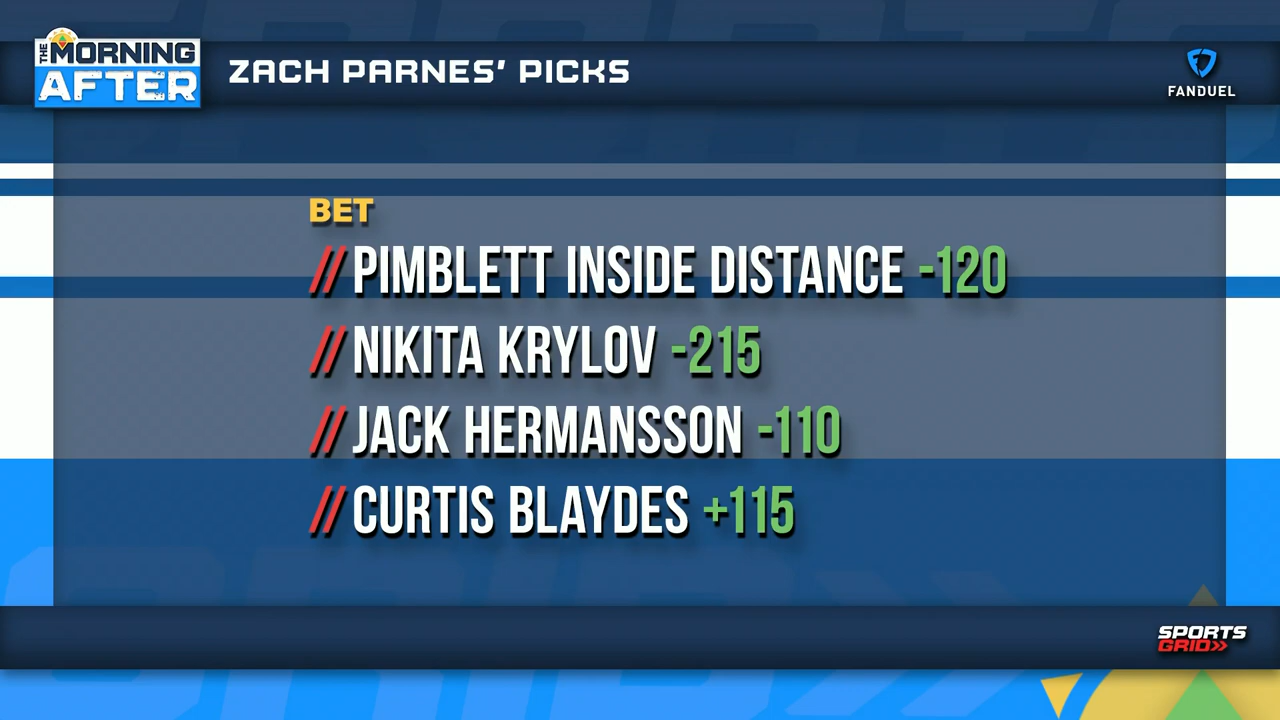 THE MORNING
AFTER
ZACH PARNES' PICKS
FANDUEL
BET
// PIMBLETT INSIDE DISTANCE -120
// NIKITA KRYLOV -215
// JACK HERMANSSON -110
// CURTIS BLAYDES +115
SPORTS
GRID»